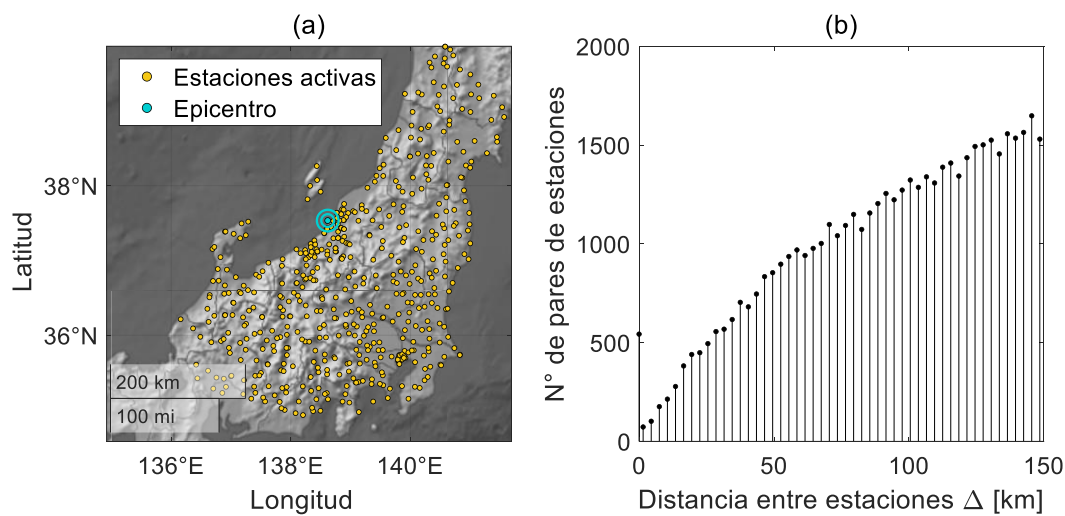 (a)
Estaciones activas
Epicentro
38°N
36°N
Latitud
200 km
100 mi
136°E 138°E 140°E
Longitud
(b)
2000
1500
1000
500
0
N° de pares de estaciones
0 50 100 150
Distancia entre estaciones Δ [km]